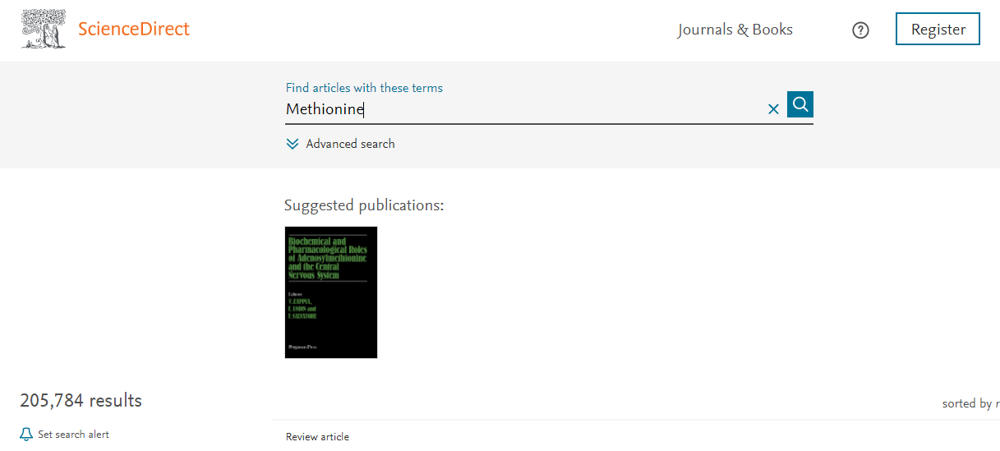 ScienceDirect
Journals & Books
?
Register
Find articles with these terms
Methionine
Advanced search
Suggested publications:
Biochemical and
Pharmacological Roles
of Adenosylmethionine
and the Central
Nervous System
Editors
V. ZAPPIA,
E. USDIN and
F. SALVATORE
Pergamon Press
205,784 results
sorted by r
Set search alert
Review article